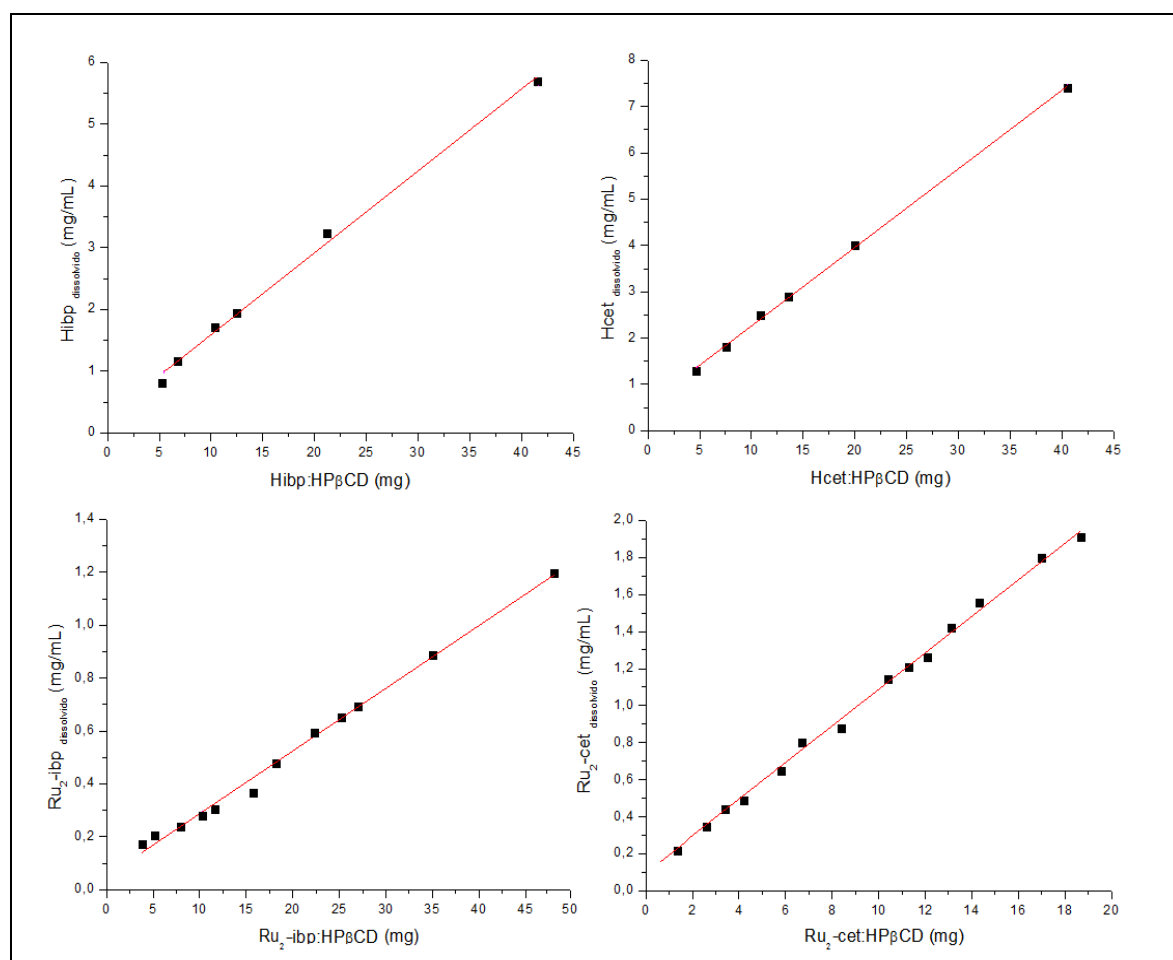 6
5
4
3
2
1
0
Hibp dissolvido (mg/mL)
0 5 10 15 20 25 30 35 40 45
Hibp:HPβCD (mg)
8
7
6
5
4
3
2
1
0
Hcet dissolvido (mg/mL)
0 5 10 15 20 25 30 35 40 45
Hcet:HPβCD (mg)
1,4
1,2
1,0
0,8
0,6
0,4
0,2
0,0
Ru2-ibp dissolvido (mg/mL)
0 5 10 15 20 25 30 35 40 45 50
Ru2-ibp:HPβCD (mg)
2,0
1,8
1,6
1,4
1,2
1,0
0,8
0,6
0,4
0,2
0,0
Ru2-cet dissolvido (mg/mL)
0 2 4 6 8 10 12 14 16 18 20
Ru2-cet:HPβCD (mg)